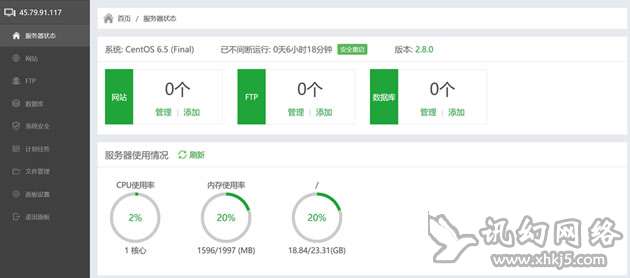 45.79.91.117
服务器状态
网站
FTP
数据库
系统安全
计划任务
文件管理
面板设置
退出面板
首页 / 服务器状态
系统: CentOS 6.5 (Final) 已不间断运行: 0天6小时18分钟 安全重启 版本: 2.8.0
网站 0个 管理 | 添加
FTP 0个 管理 | 添加
数据库 0个 管理 | 添加
服务器使用情况 刷新
CPU使用率 内存使用率 /
2% 20% 20%
1 核心 1596/1997 (MB) 18.84/23.31(GB)
讯幻网络
www.xhkj5.com